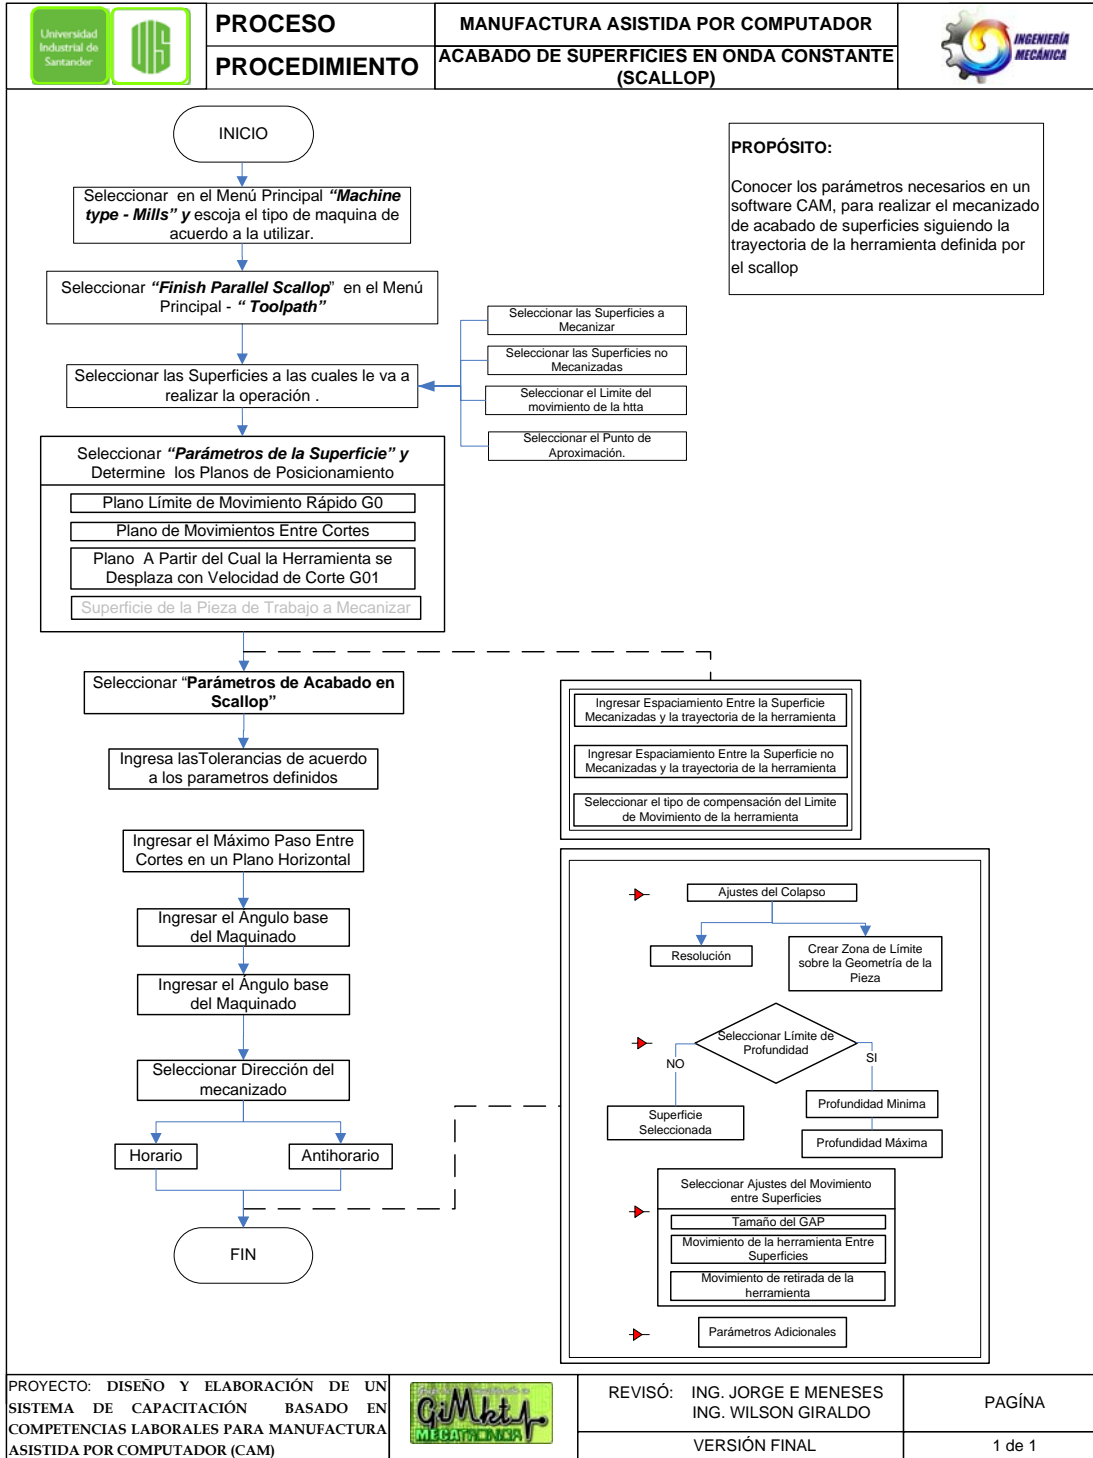 Universidad
Industrial de
Santander
UIS
PROCESO
MANUFACTURA ASISTIDA POR COMPUTADOR
PROCEDIMIENTO
ACABADO DE SUPERFICIES EN ONDA CONSTANTE
(SCALLOP)
INGENIERÍA
MECÁNICA
INICIO
PROPÓSITO:
Conocer los parámetros necesarios en un
software CAM, para realizar el mecanizado
de acabado de superficies siguiendo la
trayectoria de la herramienta definida por
el scallop
Seleccionar en el Menú Principal “Machine
type - Mills” y escoja el tipo de maquina de
acuerdo a la utilizar.
Seleccionar “Finish Parallel Scallop” en el Menú
Principal - “ Toolpath”
Seleccionar las Superficies a las cuales le va a
realizar la operación .
Seleccionar las Superficies a
Mecanizar
Seleccionar las Superficies no
Mecanizadas
Seleccionar el Limite del
movimiento de la htta
Seleccionar el Punto de
Aproximación.
Seleccionar “Parámetros de la Superficie” y
Determine los Planos de Posicionamiento
Plano Límite de Movimiento Rápido G0
Plano de Movimientos Entre Cortes
Plano A Partir del Cual la Herramienta se
Desplaza con Velocidad de Corte G01
Superficie de la Pieza de Trabajo a Mecanizar
Seleccionar “Parámetros de Acabado en
Scallop”
Ingresa lasTolerancias de acuerdo
a los parametros definidos
Ingresar Espaciamiento Entre la Superficie
Mecanizadas y la trayectoria de la herramienta
Ingresar Espaciamiento Entre la Superficie no
Mecanizadas y la trayectoria de la herramienta
Seleccionar el tipo de compensación del Limite
de Movimiento de la herramienta
Ingresar el Máximo Paso Entre
Cortes en un Plano Horizontal
Ingresar el Ángulo base
del Maquinado
Ingresar el Ángulo base
del Maquinado
Seleccionar Dirección del
mecanizado
Horario
Antihorario
FIN
Ajustes del Colapso
Resolución
Crear Zona de Límite
sobre la Geometría de la
Pieza
Seleccionar Límite de
Profundidad
NO
SI
Superficie
Seleccionada
Profundidad Minima
Profundidad Máxima
Seleccionar Ajustes del Movimiento
entre Superficies
Tamaño del GAP
Movimiento de la herramienta Entre
Superficies
Movimiento de retirada de la
herramienta
Parámetros Adicionales
PROYECTO: DISEÑO Y ELABORACIÓN DE UN
SISTEMA DE CAPACITACIÓN BASADO EN
COMPETENCIAS LABORALES PARA MANUFACTURA
ASISTIDA POR COMPUTADOR (CAM)
MECATRONICA
REVISÓ: ING. JORGE E MENESES
ING. WILSON GIRALDO
VERSIÓN FINAL
PAGÍNA
1 de 1